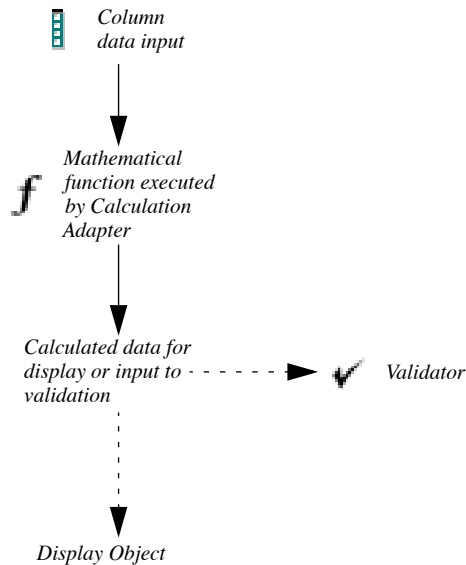 Column
data input
Mathematical
function executed
by Calculation
Adapter
Calculated data for
display or input to
validation
Validator
Display Object